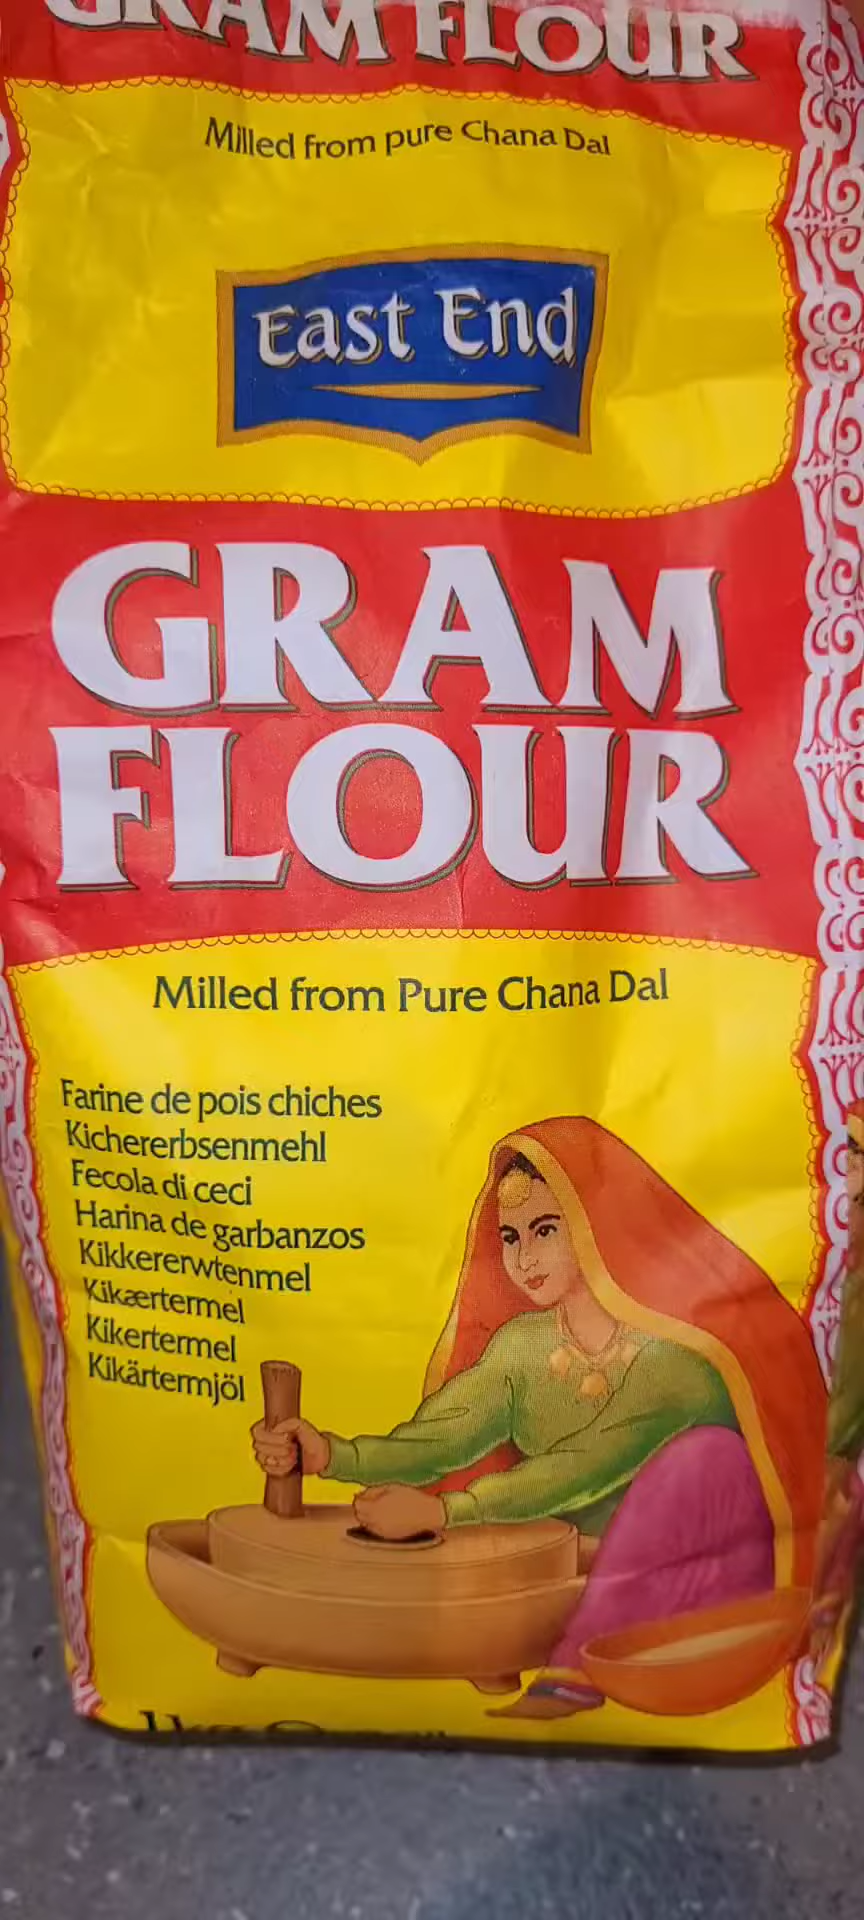 GRAM FLOUR
Milled from pure Chana Dal
East End
GRAM
FLOUR
Milled from Pure Chana Dal
Farine de pois chiches
Kichererbsenmehl
Fecola di ceci
Harina de garbanzos
Kikkererwtenmel
Kikærtermel
Kikertermel
Kikärtermjöl
1kg